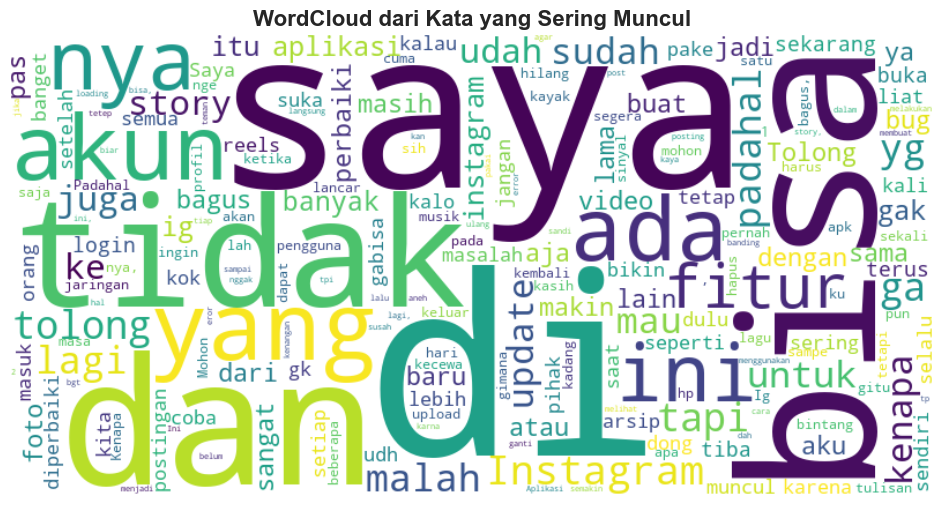 WordCloud dari Kata yang Sering Muncul
pas
nya
itu
aplikasi
kalau
cuma
udah
agar
sudah
pake
jadi
satu
sekarang
ya
banget
loading
bisa,
Saya
nge
story
semua
suka
masih
perbaiki
instagram
hilang
post
kayak
buat
segera
padahal
bagus,
dalam
buka
liat
melakukan
membuat
bug
setelah
tetep
teman
langsung
saya
bisa
akun
biar
profil
reels
ketika
kan
sih
error
jangan
posting
kaya
lama
sinyal
mohon
1
story,
Tolong
harus
yg
saja
Padahal
juga
bagus
lancar
banyak
kalo
musik
video
tetap
kali
gak
apk
orang
ini,
ig
tiap
akan
tidak
pada
ulang
sandi
ada
pernah
banding
sekali
login
ke
nya,
ingin
lah
pengguna
masalah
aja
gabisa
dengan
sama
jaringan
kok
sampai
nggak
dapat
tpi
kembali
kasih
bikin
hapus
terus
ku
hal
eror
lalu
aneh
keluar
makin
lain
fitur
ga
tolong
yang
lagi,
update
mau
dulu
lagu
pun
masa
kenangan
susah
hari
kecewa
di
gimana
kadang
saat
seperti
sering
sampe
tetapi
selalu
masuk
lagi
Mohon
dari
gk
baru
lebih
pihak
ini
menggunakan
gitu
2
bgt
upload
hp
Ig
cara
untuk
tp
foto
diperbaiki
kita
Kenapa
Ini
postingan
coba
sangat
setiap
beberapa
karna
atau
arsip
tapi
bintang
kenapa
dan
udh
ganti
melihat
dong
apa
tiba
dah
aku
sendiri
menjadi
belum
malah
Aplikasi
semakin
Instagram
muncul
karena
tulisan